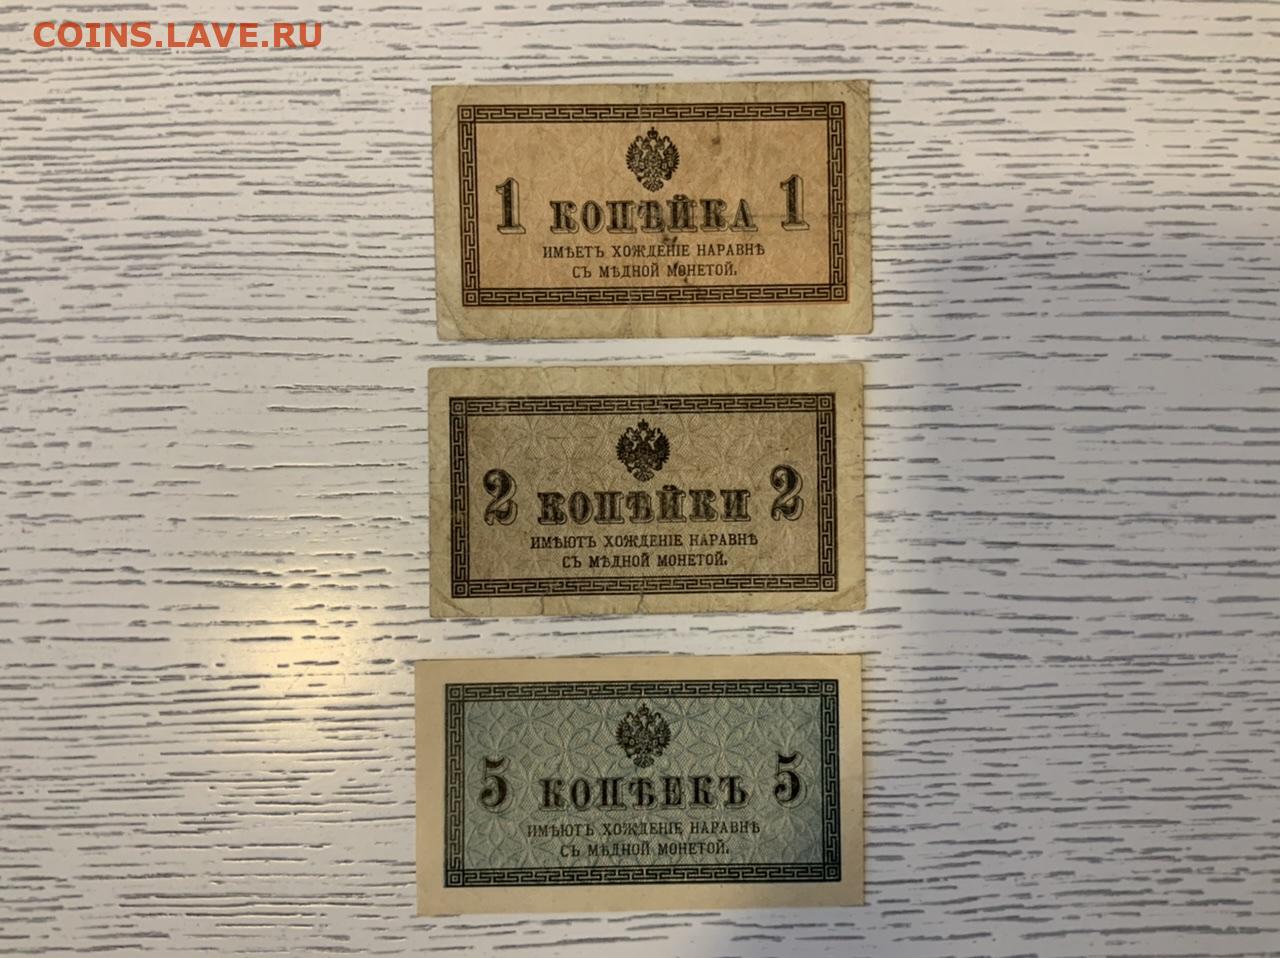 COINS.LAVE.RU
1 КОПѢЙКА 1
ИМѢЕТЪ ХОЖДЕНІЕ НАРАВНѢ
СЪ МѢДНОЙ МОНЕТОЙ.
2 КОПѢЙКИ 2
ИМѢЮТЪ ХОЖДЕНІЕ НАРАВНѢ
СЪ МѢДНОЙ МОНЕТОЙ.
5 КОПѢЕКЪ 5
ИМѢЮТЪ ХОЖДЕНІЕ НАРАВНѢ
СЪ МѢДНОЙ МОНЕТОЙ.